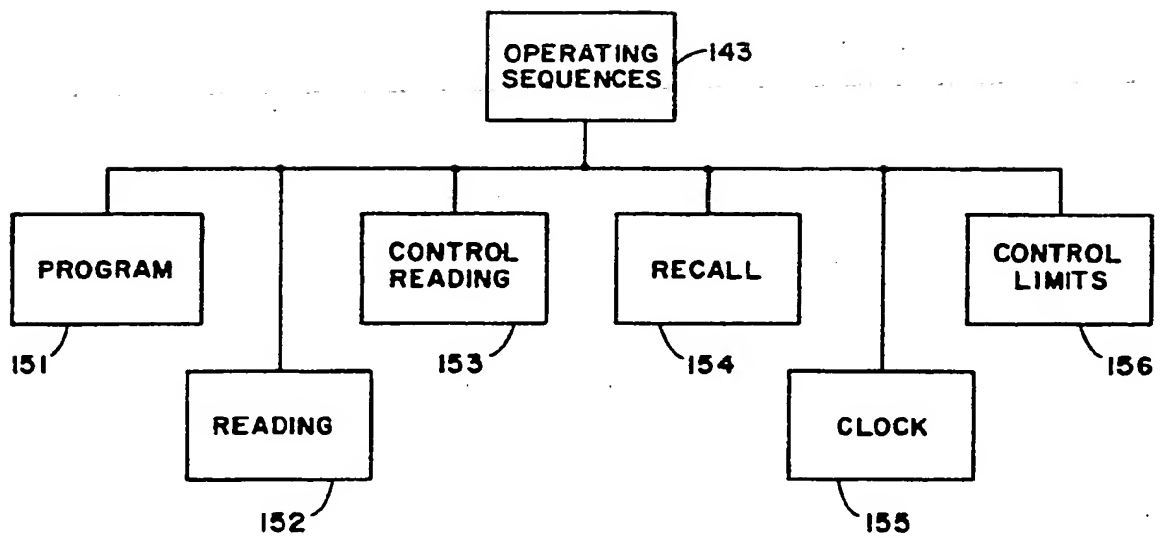 OPERATING
SEQUENCES
143
PROGRAM
151
CONTROL
READING
153
RECALL
154
CONTROL
LIMITS
156
READING
152
CLOCK
155